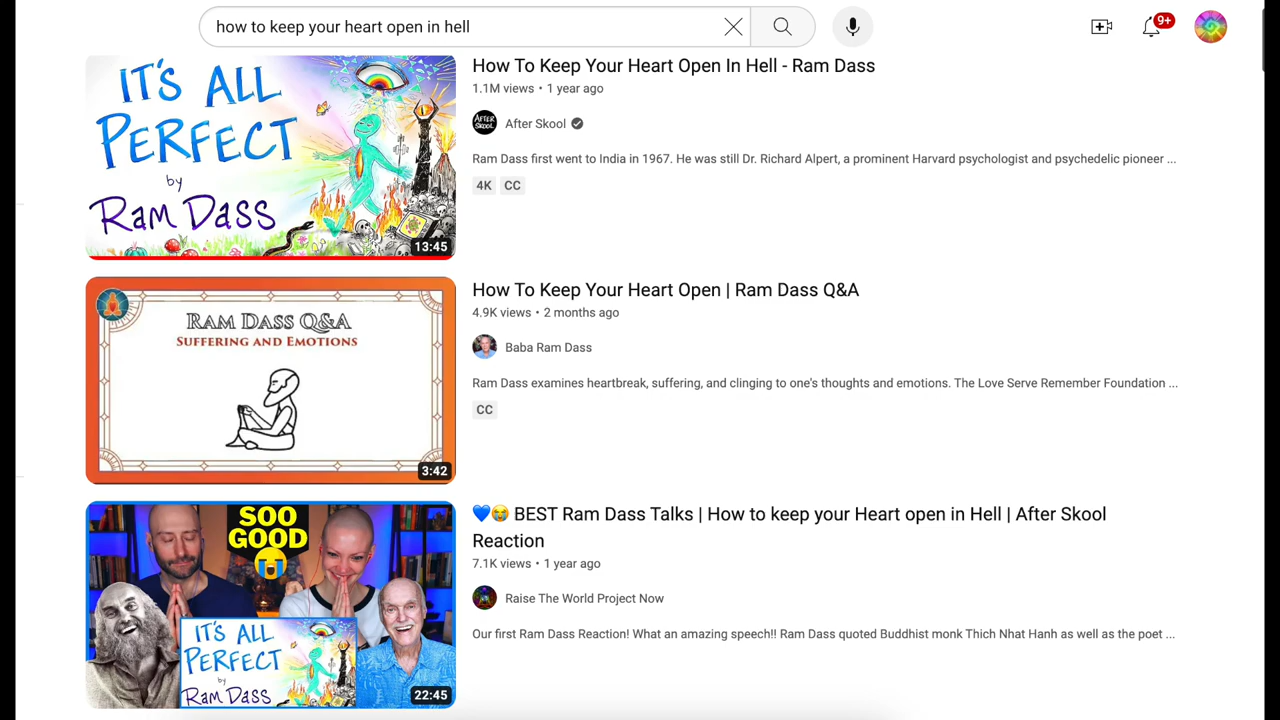 how to keep your heart open in hell
9+
IT'S ALL
PERFECT
by
RAM DASS
13:45
How To Keep Your Heart Open In Hell - Ram Dass
1.1M views • 1 year ago
AFTER
SKOOL
After Skool
Ram Dass first went to India in 1967. He was still Dr. Richard Alpert, a prominent Harvard psychologist and psychedelic pioneer ...
4K CC
RAM DASS Q&A
SUFFERING AND EMOTIONS
3:42
How To Keep Your Heart Open | Ram Dass Q&A
4.9K views • 2 months ago
Baba Ram Dass
Ram Dass examines heartbreak, suffering, and clinging to one's thoughts and emotions. The Love Serve Remember Foundation ...
CC
SOO
GOOD
IT'S ALL
PERFECT
by
RAM DASS
22:45
💙😭 BEST Ram Dass Talks | How to keep your Heart open in Hell | After Skool
Reaction
7.1K views • 1 year ago
Raise The World Project Now
Our first Ram Dass Reaction! What an amazing speech!! Ram Dass quoted Buddhist monk Thich Nhat Hanh as well as the poet ...